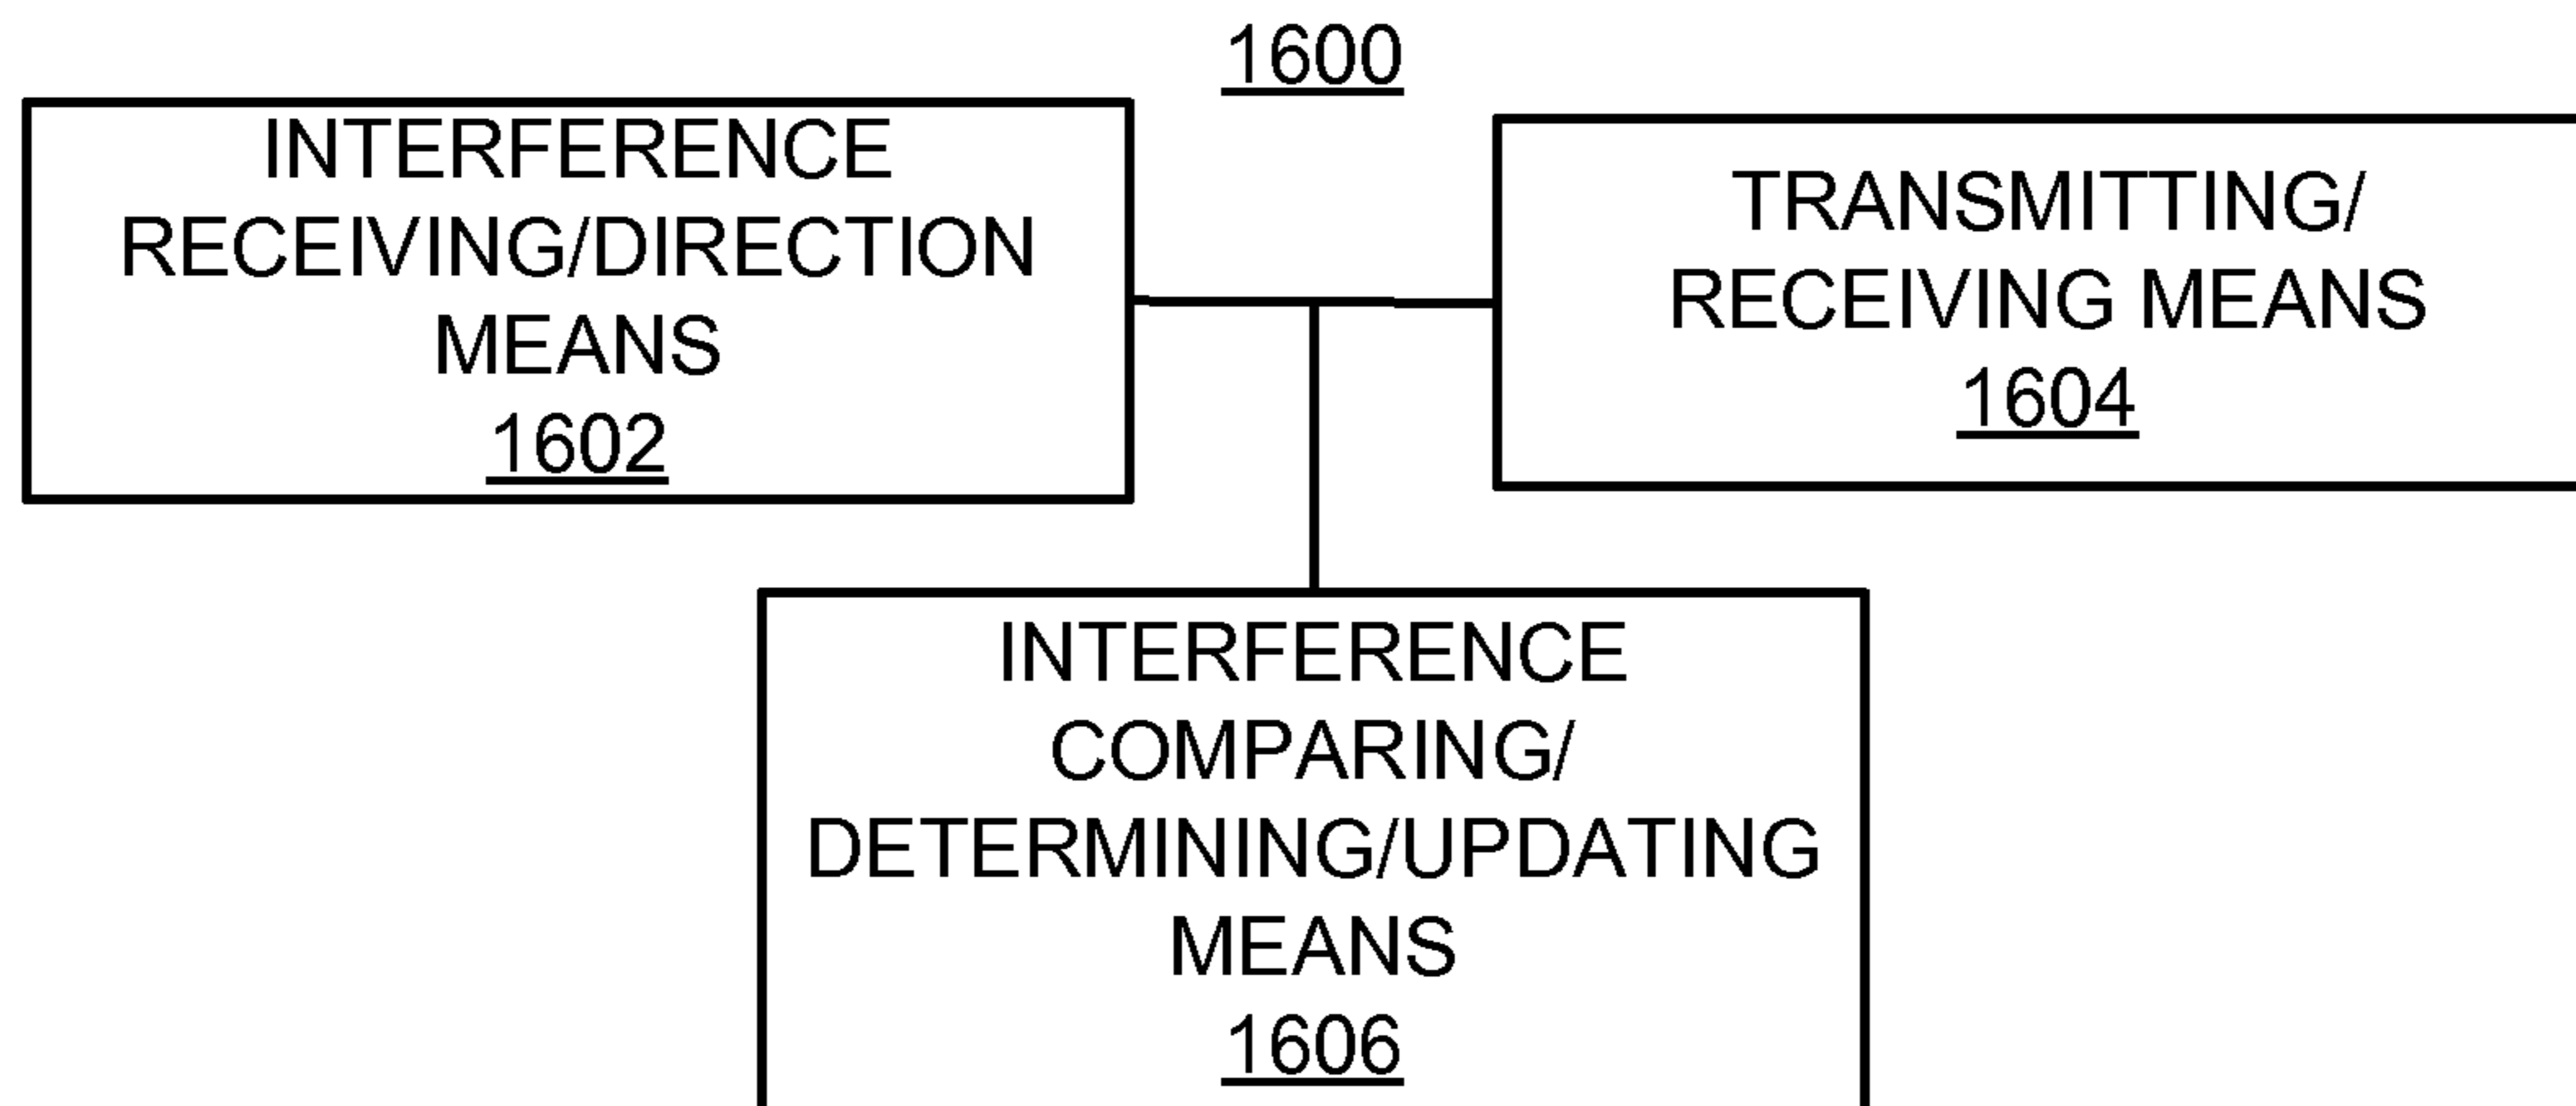 1600
INTERFERENCE
RECEIVING/DIRECTION
MEANS
1602
TRANSMITTING/
RECEIVING MEANS
1604
INTERFERENCE
COMPARING/
DETERMINING/UPDATING
MEANS
1606